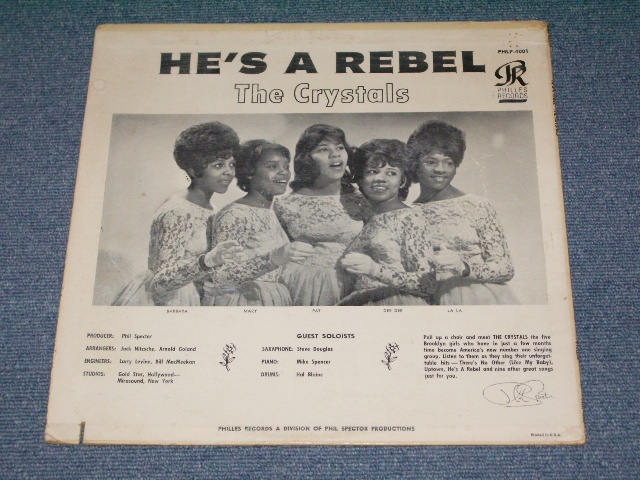 PHLP-4001
HE'S A REBEL
The Crystals
PHILLES
RECORDS
BARBARA MARY PAT DEE DEE LA LA
PRODUCER: Phil Spector
ARRANGERS: Jack Nitzsche, Arnold Goland
ENGINEERS: Larry Levine, Bill MacMeekan
STUDIOS: Gold Star, Hollywood—
Mirasound, New York
GUEST SOLOISTS
SAXAPHONE: Steve Douglas
PIANO: Mike Spencer
DRUMS: Hal Blaine
Pull up a chair and meet THE CRYSTALS the five
Brooklyn girls who have in just a few months
time become America's new number one singing
group. Listen to them as they sing their unforget-
table hits — There's No Other (Like My Baby),
Uptown, He's A Rebel and nine other great songs
just for you.
PHILLES RECORDS A DIVISION OF PHIL SPECTOR PRODUCTIONS
Printed in U.S.A.